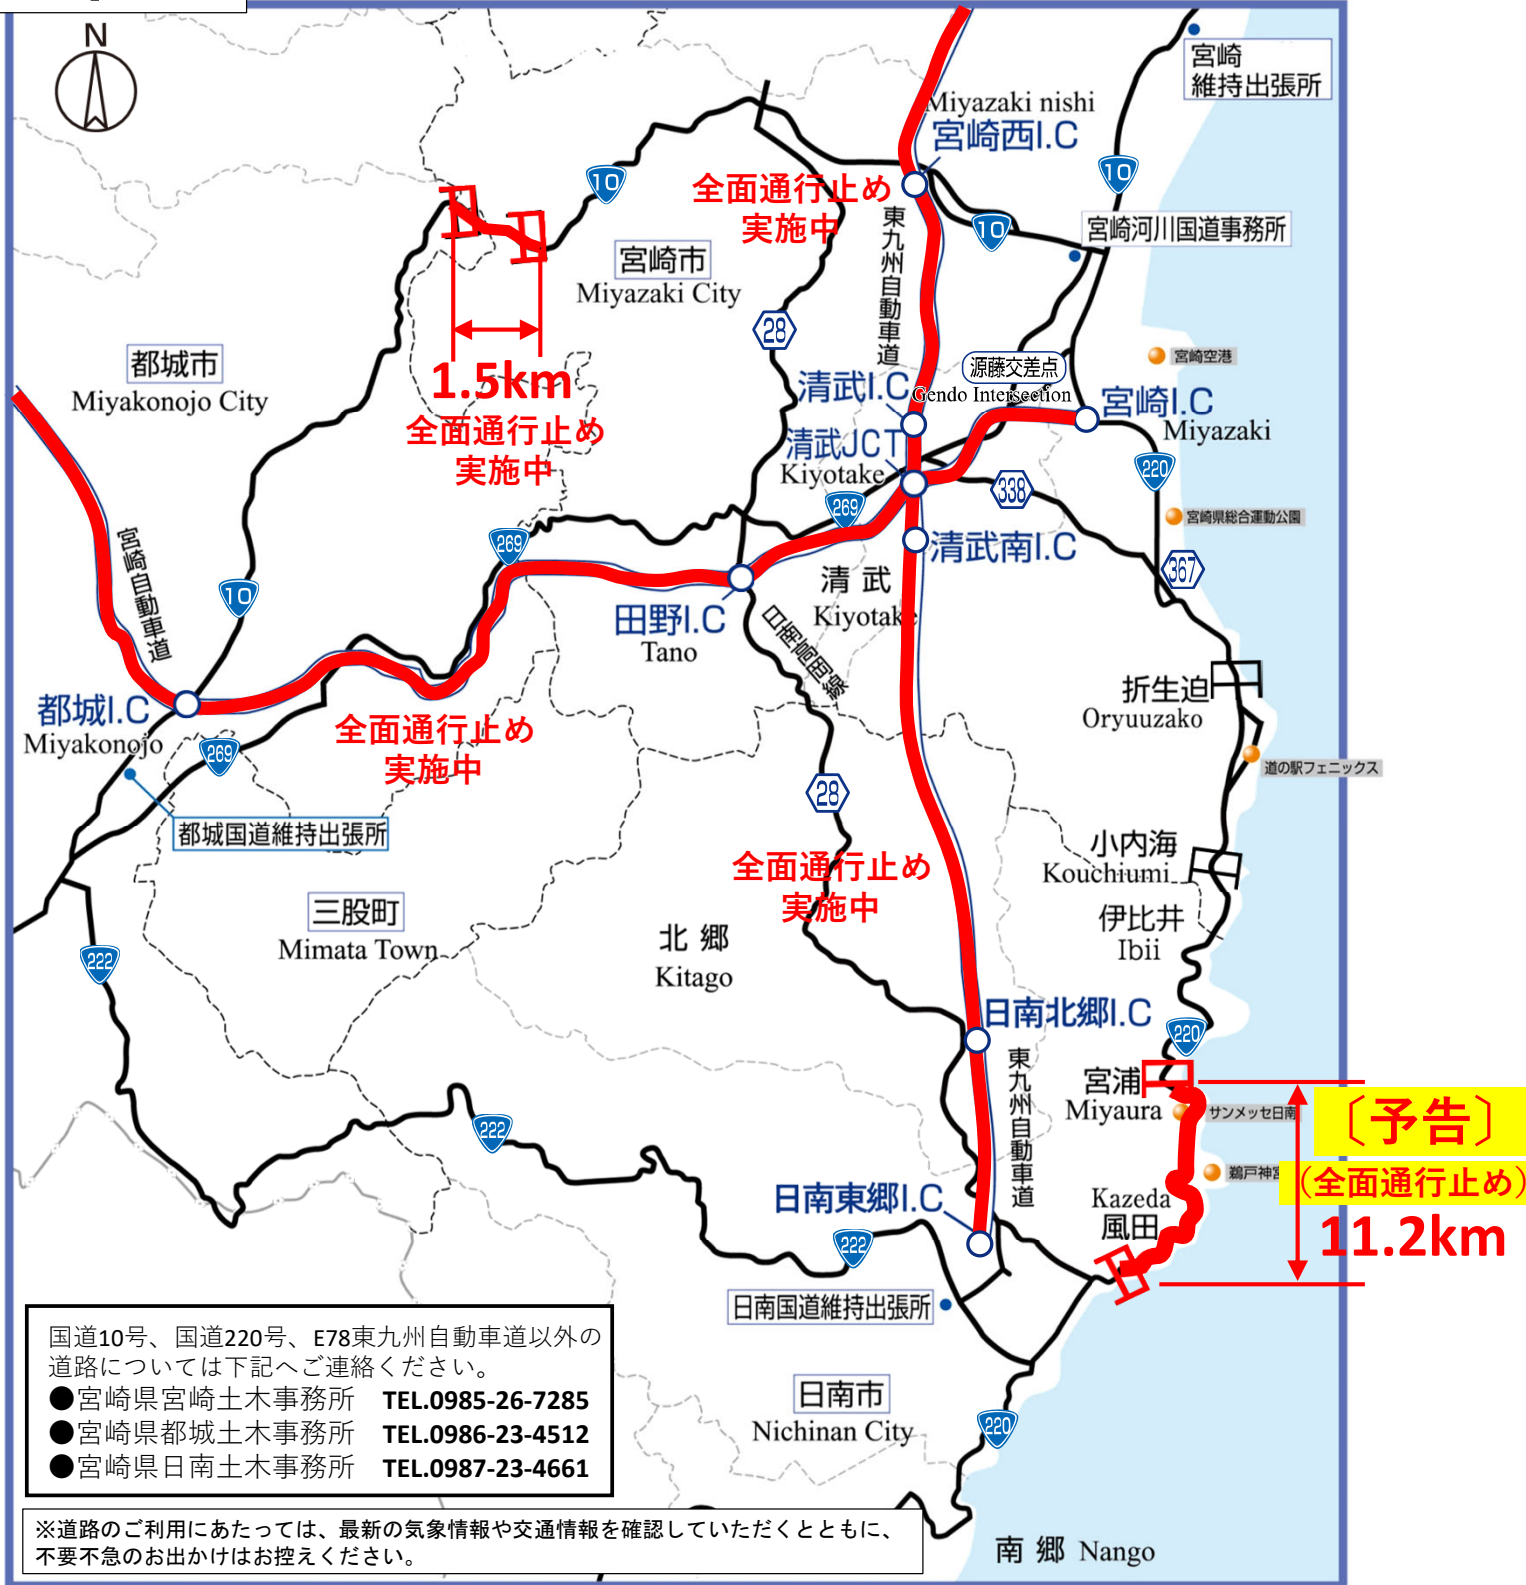 N
宮崎
維持出張所
Miyazaki nishi
宮崎西I.C
10
10
10
全面通行止め
実施中
東九州自動車道
宮崎河川国道事務所
宮崎市
Miyazaki City
28
宮崎空港
都城市
Miyakonojo City
1.5km
全面通行止め
実施中
源藤交差点
Gendo Intersection
清武I.C
宮崎I.C
Miyazaki
清武JCT
Kiyotake
220
338
269
宮崎県総合運動公園
宮崎自動車道
269
清武南I.C
367
10
清武
Kiyotake
田野I.C
Tano
日南高岡線
都城I.C
Miyakonojo
折生迫
Oryuuzako
全面通行止め
実施中
269
道の駅フェニックス
28
都城国道維持出張所
小内海
Kouchiumi
全面通行止め
実施中
三股町
Mimata Town
伊比井
Ibii
北郷
Kitago
222
日南北郷I.C
220
東九州自動車道
宮浦
Miyaura
サンメッセ日南
〔予告〕
222
鵜戸神宮
(全面通行止め)
11.2km
日南東郷I.C
Kazeda
風田
222
日南国道維持出張所
国道10号、国道220号、E78東九州自動車道以外の
道路については下記へご連絡ください。
●宮崎県宮崎土木事務所 TEL.0985-26-7285
●宮崎県都城土木事務所 TEL.0986-23-4512
●宮崎県日南土木事務所 TEL.0987-23-4661
日南市
Nichinan City
220
※道路のご利用にあたっては、最新の気象情報や交通情報を確認していただくとともに、
不要不急のお出かけはお控えください。
南郷 Nango